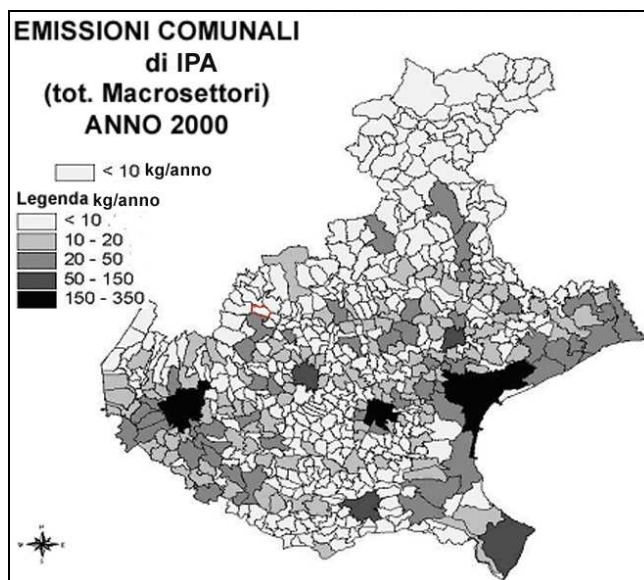 EMISSIONI COMUNALI
di IPA
(tot. Macrosettori)
ANNO 2000
< 10 kg/anno
Legenda kg/anno
< 10
10 - 20
20 - 50
50 - 150
150 - 350